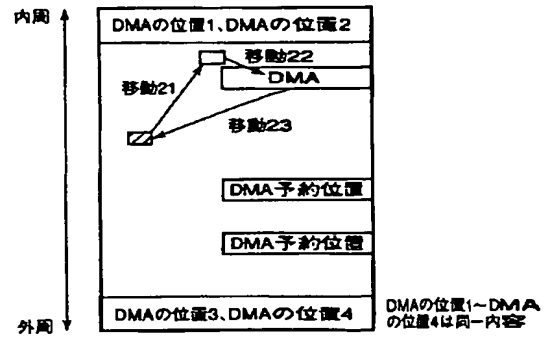 内周
DMAの位置1、DMAの位置2
移動22
DMA
移動21
移動23
DMA予約位置
DMA予約位置
DMAの位置3、DMAの位置4
外周
DMAの位置1~DMA
の位置4は同一内容